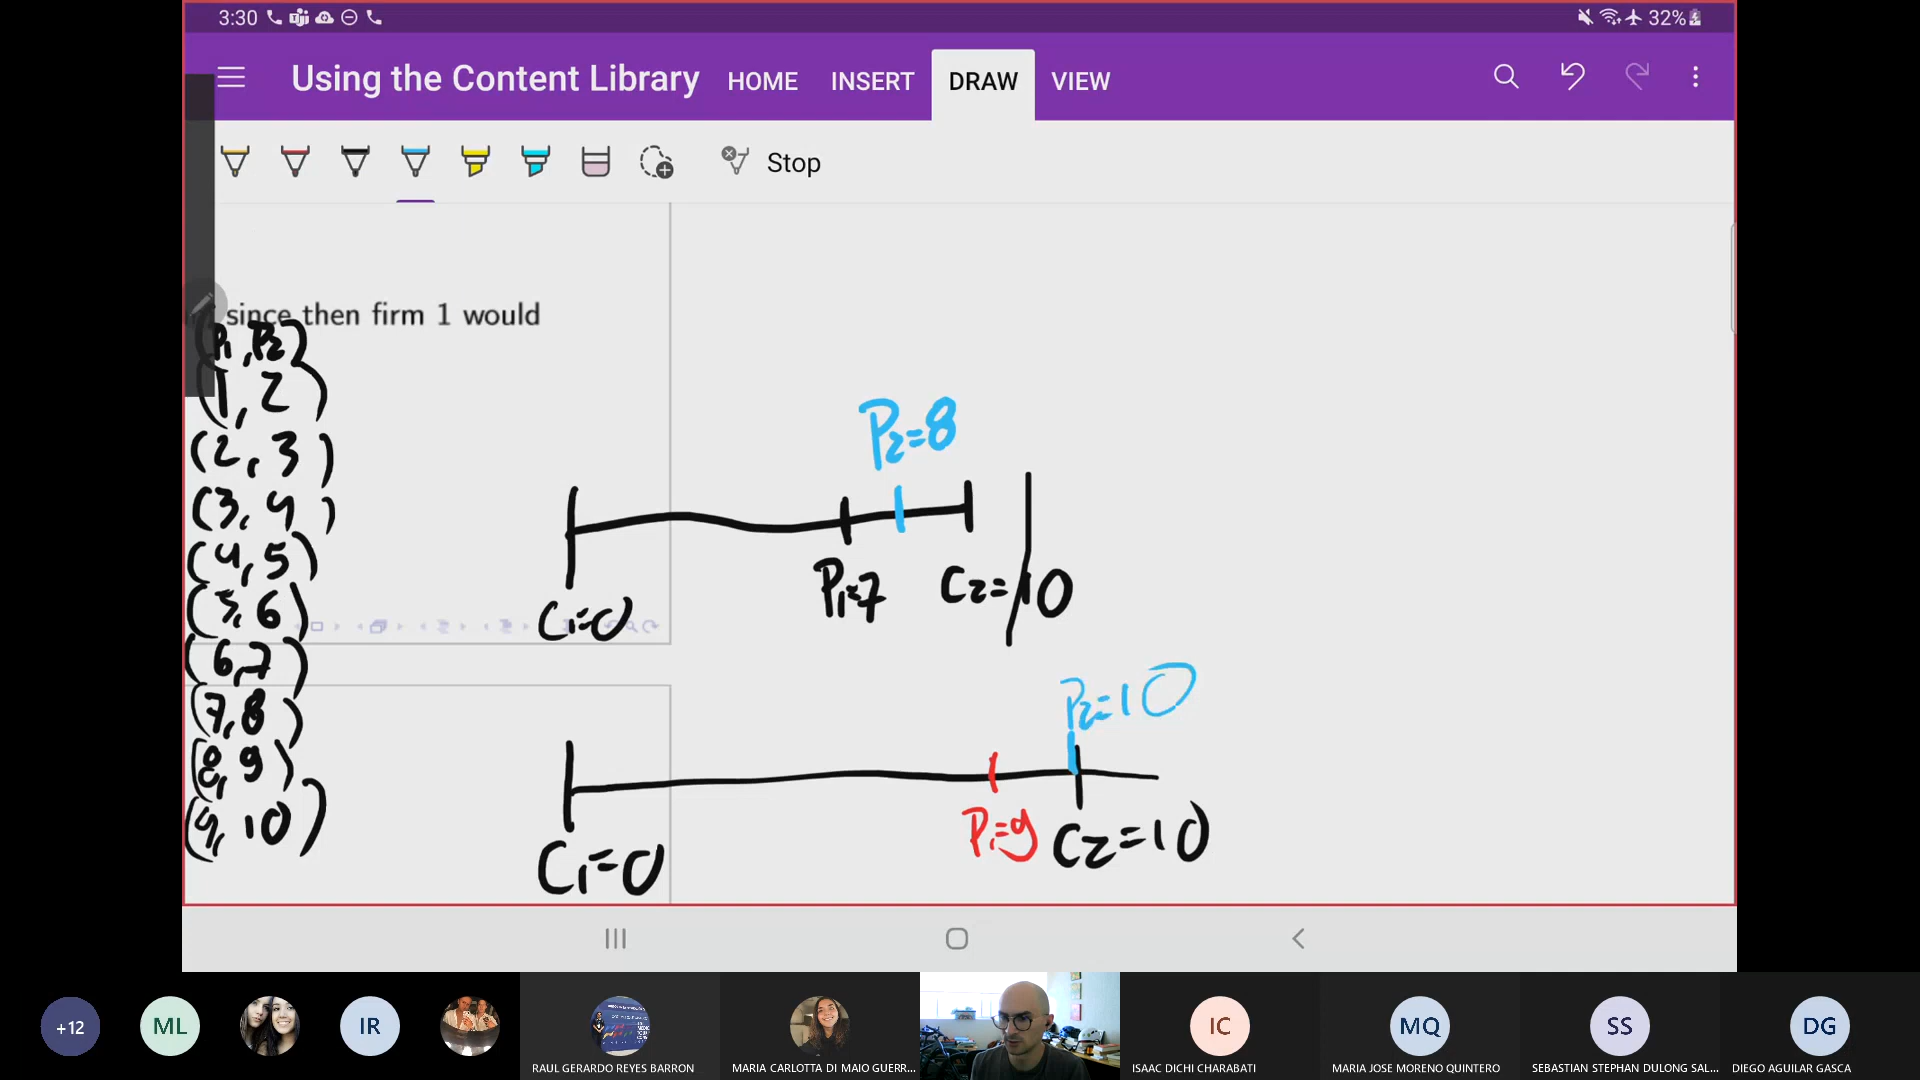 3:30 32%
Using the Content Library HOME INSERT DRAW VIEW
Stop
since then firm 1 would
(P1, P2)
(1, 2)
(2, 3)
(3, 4)
(4, 5)
(5, 6)
(6, 7)
(7, 8)
(8, 9)
(9, 10)
P2=8
P1=7 C2=10
C1=0
P2=10
P1=9 C2=10
C1=0
+12 ML IR IC MQ SS DG
RAUL GERARDO REYES BARRON MARIA CARLOTTA DI MAIO GUERR... ISAAC DICHI CHARABATI MARIA JOSE MORENO QUINTERO SEBASTIAN STEPHAN DULONG SAL... DIEGO AGUILAR GASCA